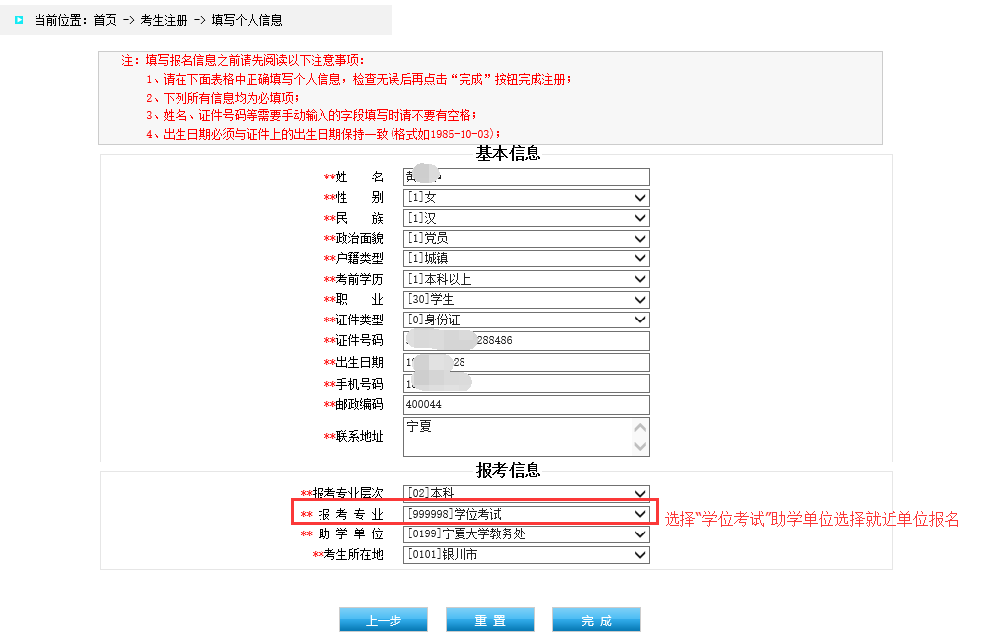 当前位置：首页 -> 考生注册 -> 填写个人信息
注：填写报名信息之前请先阅读以下注意事项：
1、请在下面表格中正确填写个人信息，检查无误后再点击“完成”按钮完成注册；
2、下列所有信息均为必填项；
3、姓名、证件号码等需要手动输入的字段填写时请不要有空格；
4、出生日期必须与证件上的出生日期保持一致(格式如1985-10-03)；
基本信息
**姓 名
**性 别 [1]女
**民 族 [1]汉
**政治面貌 [1]党员
**户籍类型 [1]城镇
**考前学历 [1]本科以上
**职 业 [30]学生
**证件类型 [0]身份证
**证件号码 288486
**出生日期 28
**手机号码
**邮政编码 400044
**联系地址 宁夏
报考信息
**报考专业层次 [02]本科
** 报 考 专 业 [999998]学位考试 选择“学位考试”助学单位选择就近单位报名
** 助 学 单 位 [0199]宁夏大学教务处
**考生所在地 [0101]银川市
上一步 重 置 完 成